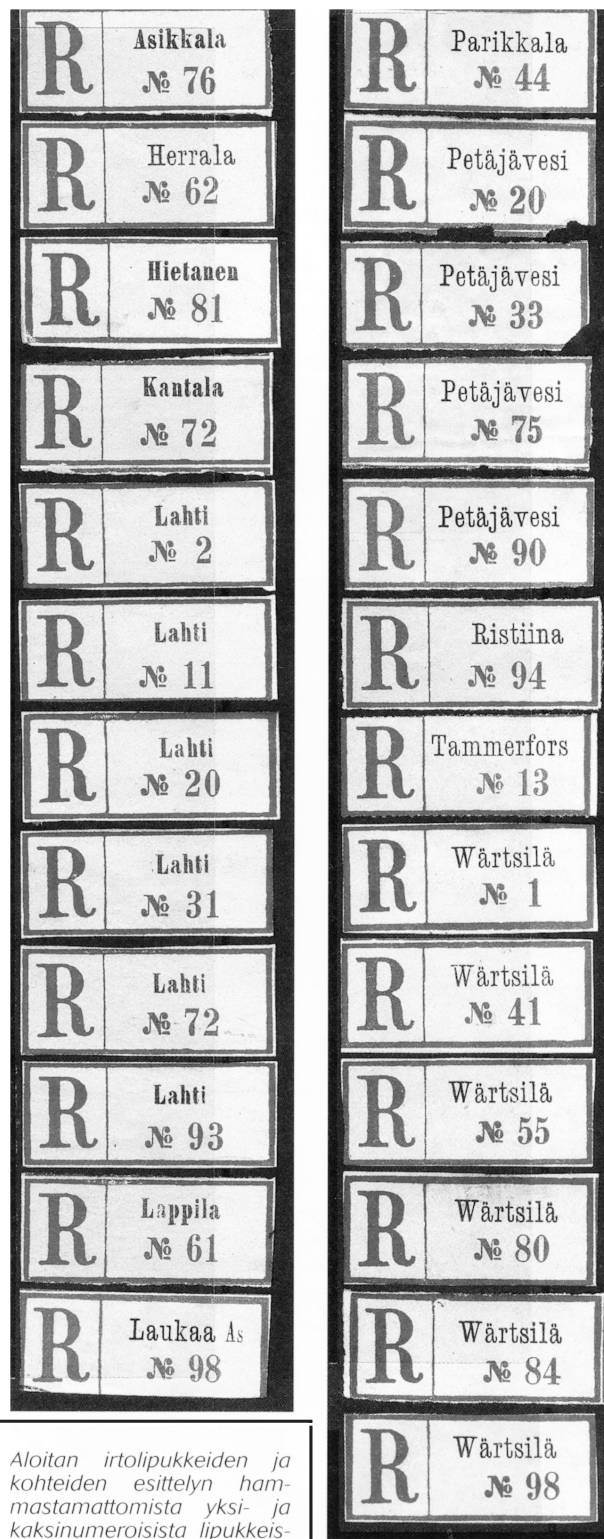 R Asikkala
№ 76
R Herrala
№ 62
R Hietanen
№ 81
R Kantala
№ 72
R Lahti
№ 2
R Lahti
№ 11
R Lahti
№ 20
R Lahti
№ 31
R Lahti
№ 72
R Lahti
№ 93
R Lappila
№ 61
R Laukaa As
№ 98
Aloitan irtolipukkeiden ja
kohteiden esittelyn ham-
mastamattomista yksi- ja
kaksinumeroisista lipukkeis-
R Parikkala
№ 44
R Petäjävesi
№ 20
R Petäjävesi
№ 33
R Petäjävesi
№ 75
R Petäjävesi
№ 90
R Ristiina
№ 94
R Tammerfors
№ 13
R Wärtsilä
№ 1
R Wärtsilä
№ 41
R Wärtsilä
№ 55
R Wärtsilä
№ 80
R Wärtsilä
№ 84
R Wärtsilä
№ 98